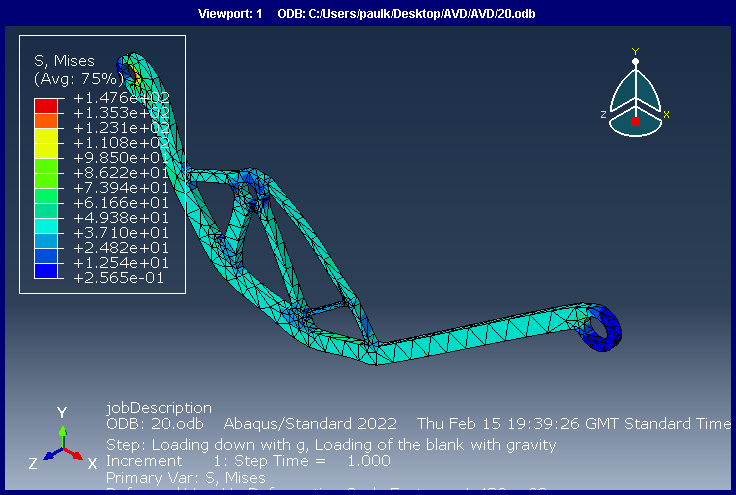 Viewport: 1 ODB: C:/Users/paulk/Desktop/AVD/AVD/20.odb
S, Mises
(Avg: 75%)
+1.476e+02
+1.353e+02
+1.231e+02
+1.108e+02
+9.850e+01
+8.622e+01
+7.394e+01
+6.166e+01
+4.938e+01
+3.710e+01
+2.482e+01
+1.254e+01
+2.565e-01
Y
Z X
Y
Z X
jobDescription
ODB: 20.odb Abaqus/Standard 2022 Thu Feb 15 19:39:26 GMT Standard Time
Step: Loading down with g, Loading of the blank with gravity
Increment 1: Step Time = 1.000
Primary Var: S, Mises